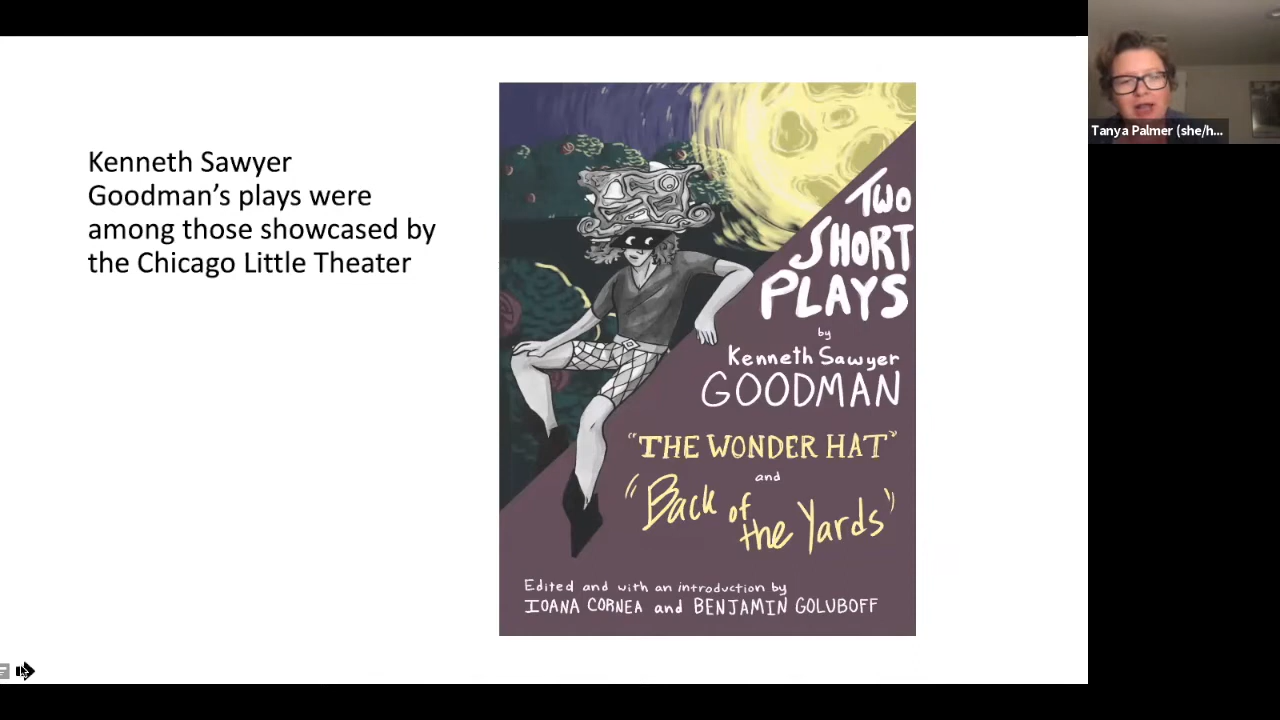 Kenneth Sawyer
Goodman’s plays were
among those showcased by
the Chicago Little Theater
TWO
SHORT
PLAYS
by
Kenneth Sawyer
GOODMAN
"THE WONDER HAT"
and
"Back of
the Yards"
Edited and with an introduction by
IOANA CORNEA and BENJAMIN GOLUBOFF
Tanya Palmer (she/h...